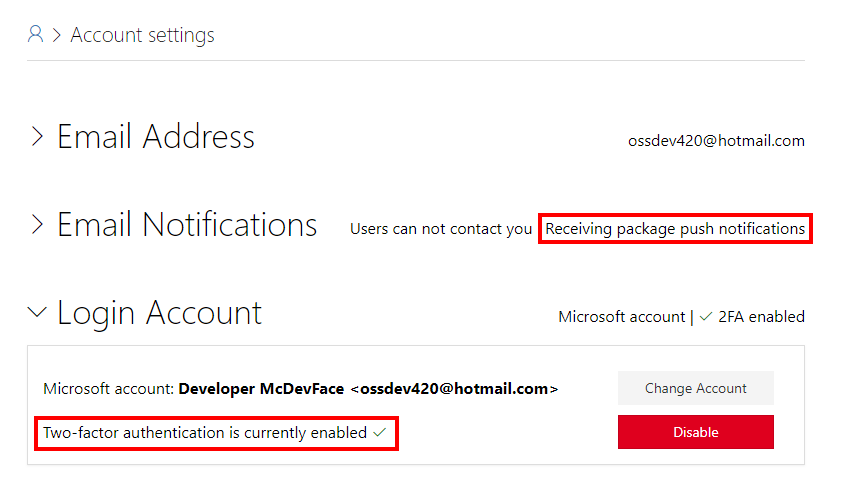 Account settings
Email Address ossdev420@hotmail.com
Email Notifications Users can not contact you Receiving package push notifications
Login Account Microsoft account | ✓ 2FA enabled
Microsoft account: Developer McDevFace <ossdev420@hotmail.com> Change Account
Two-factor authentication is currently enabled ✓ Disable